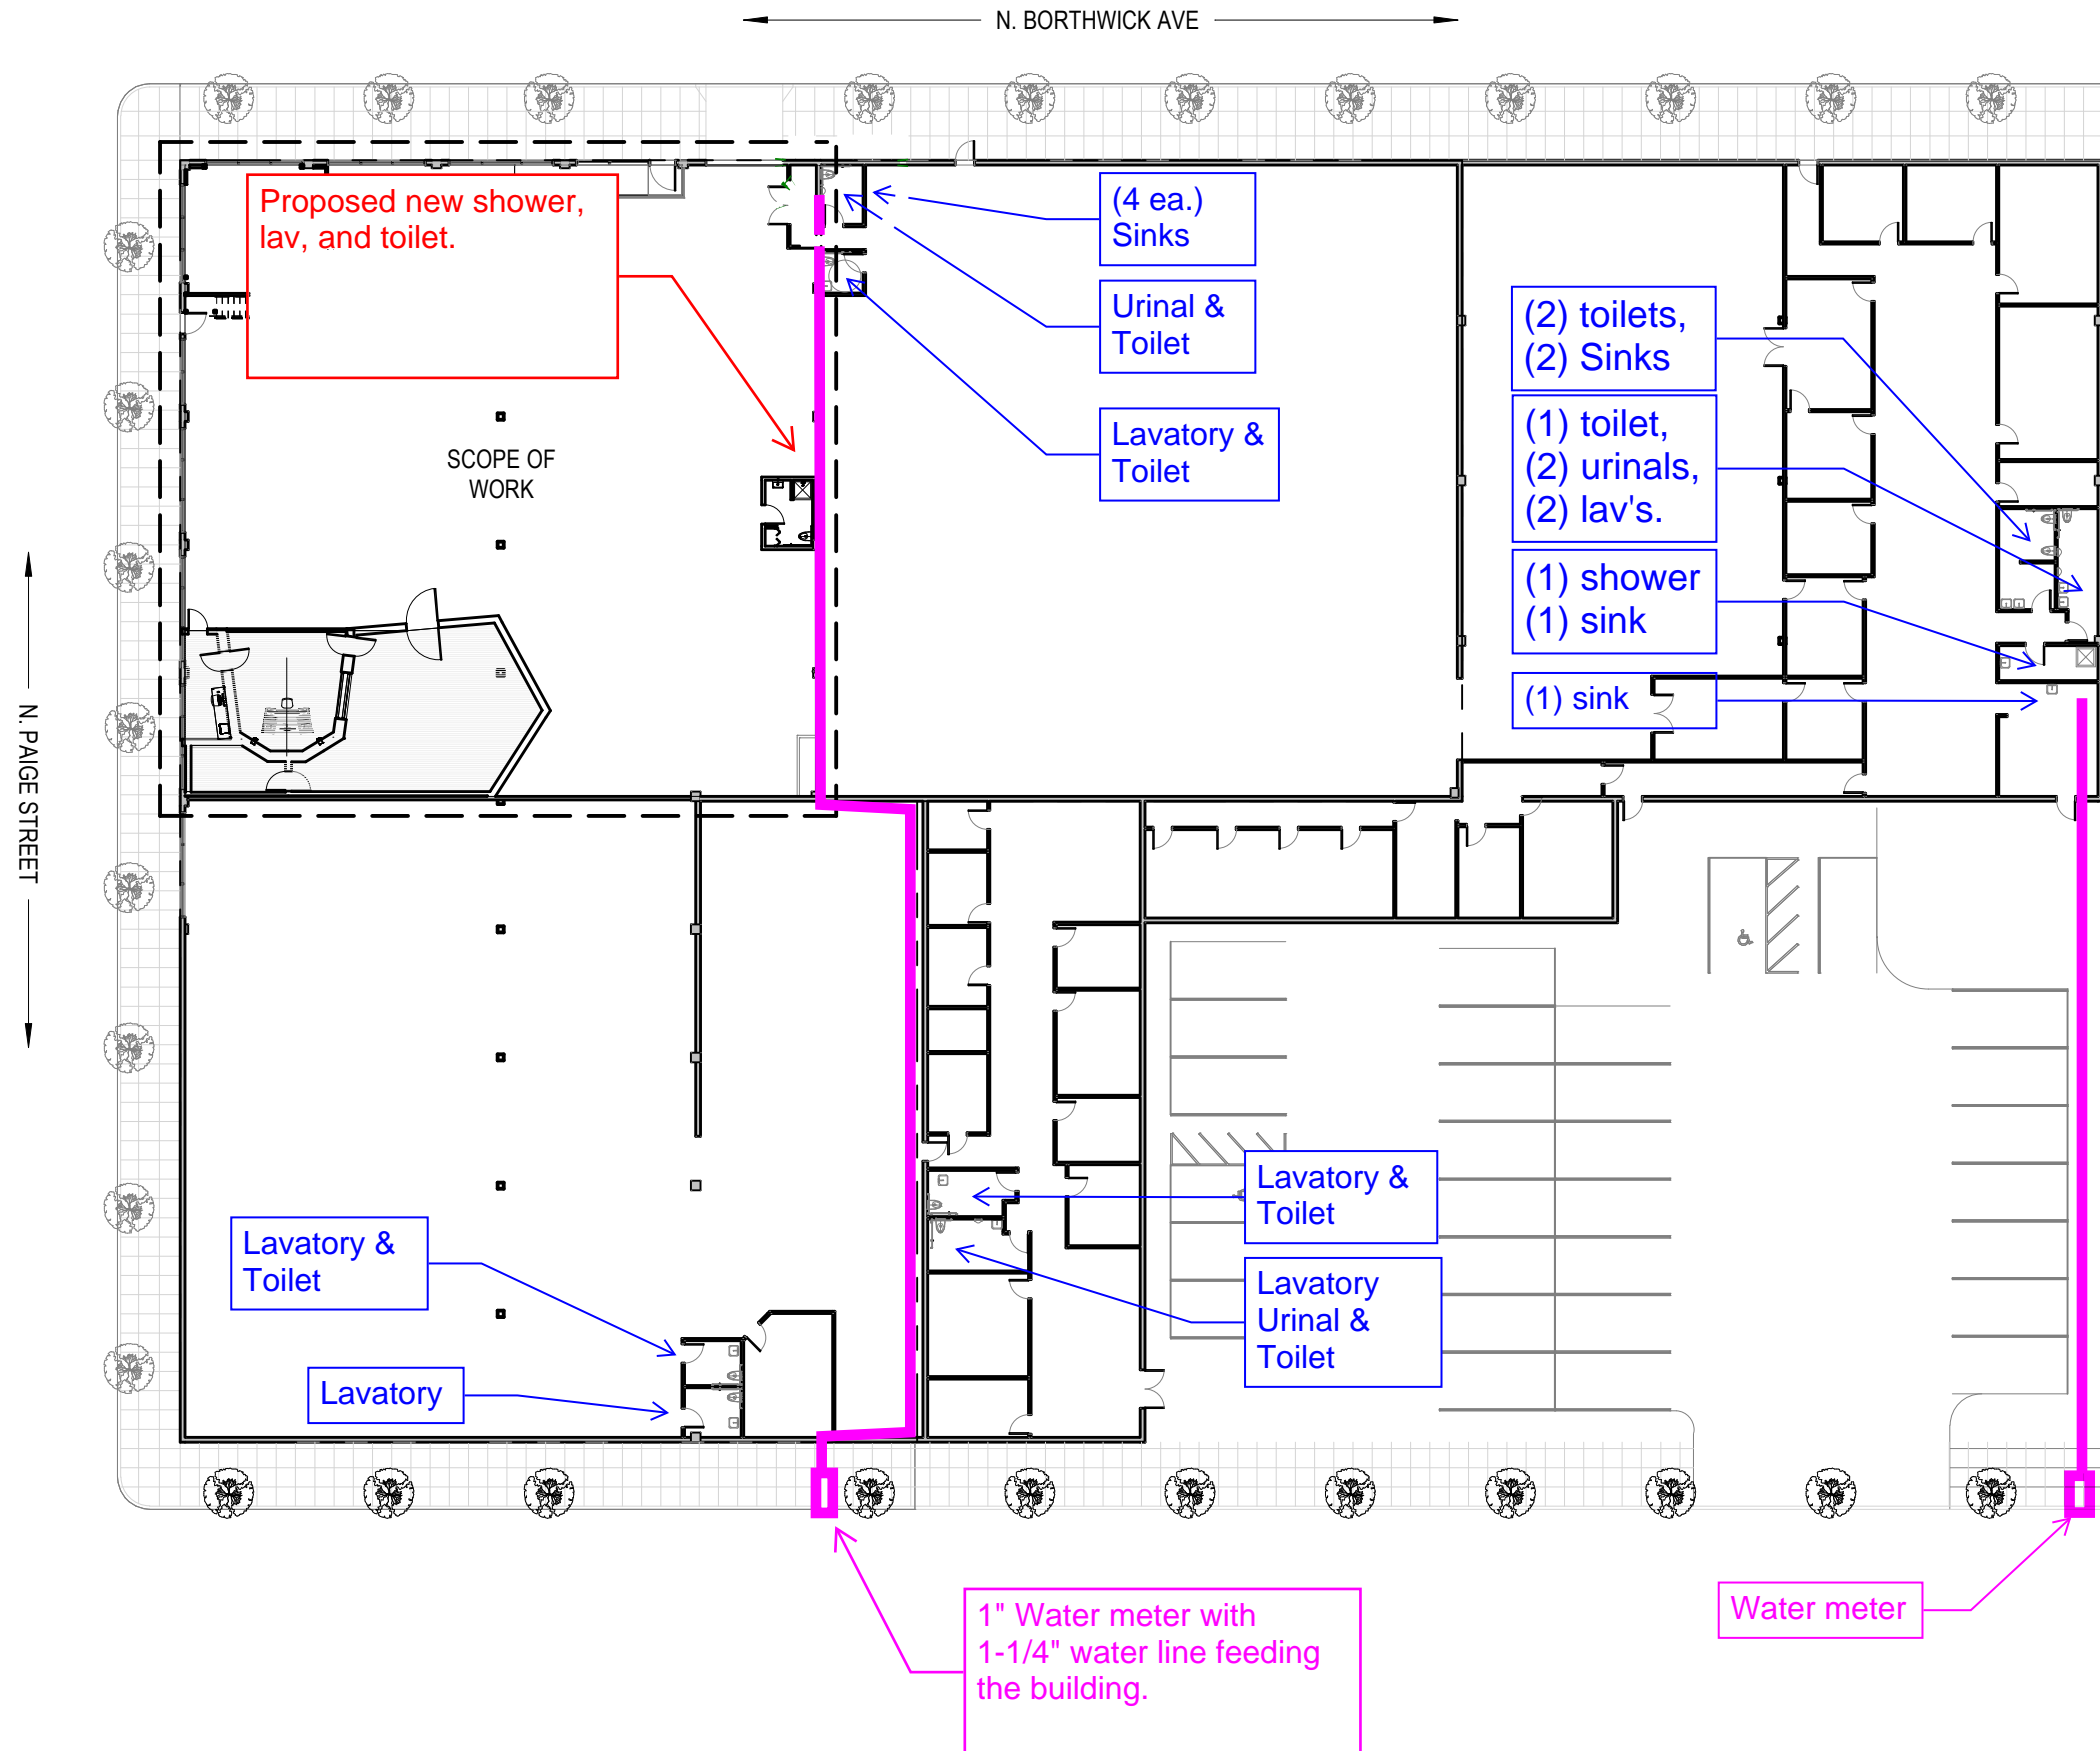 N. BORTHWICK AVE
Proposed new shower,
lav, and toilet.
(4 ea.)
Sinks
Urinal &
Toilet
Lavatory &
Toilet
(2) toilets,
(2) Sinks
(1) toilet,
(2) urinals,
(2) lav's.
(1) shower
(1) sink
(1) sink
SCOPE OF
WORK
N. PAIGE STREET
Lavatory &
Toilet
Lavatory
Urinal &
Toilet
Lavatory &
Toilet
Lavatory
1" Water meter with
1-1/4" water line feeding
the building.
Water meter